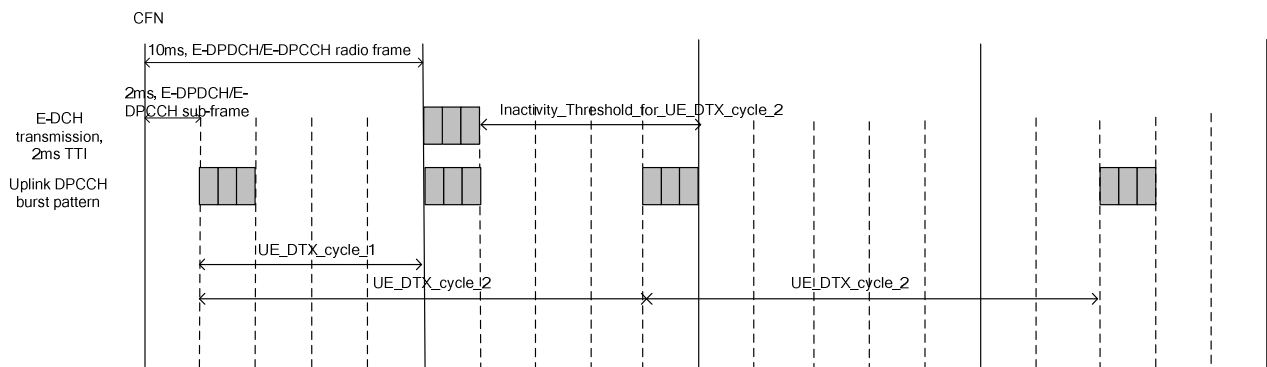 CFN
10ms, E-DPDCH/E-DPCCH radio frame
2ms, E-DPDCH/E-
DPCCH sub-frame
Inactivity_Threshold_for_UE_DTX_cycle_2
E-DCH
transmission,
2ms TTI
Uplink DPCCH
burst pattern
UE_DTX_cycle_1
UE_DTX_cycle_2
UE_DTX_cycle_2